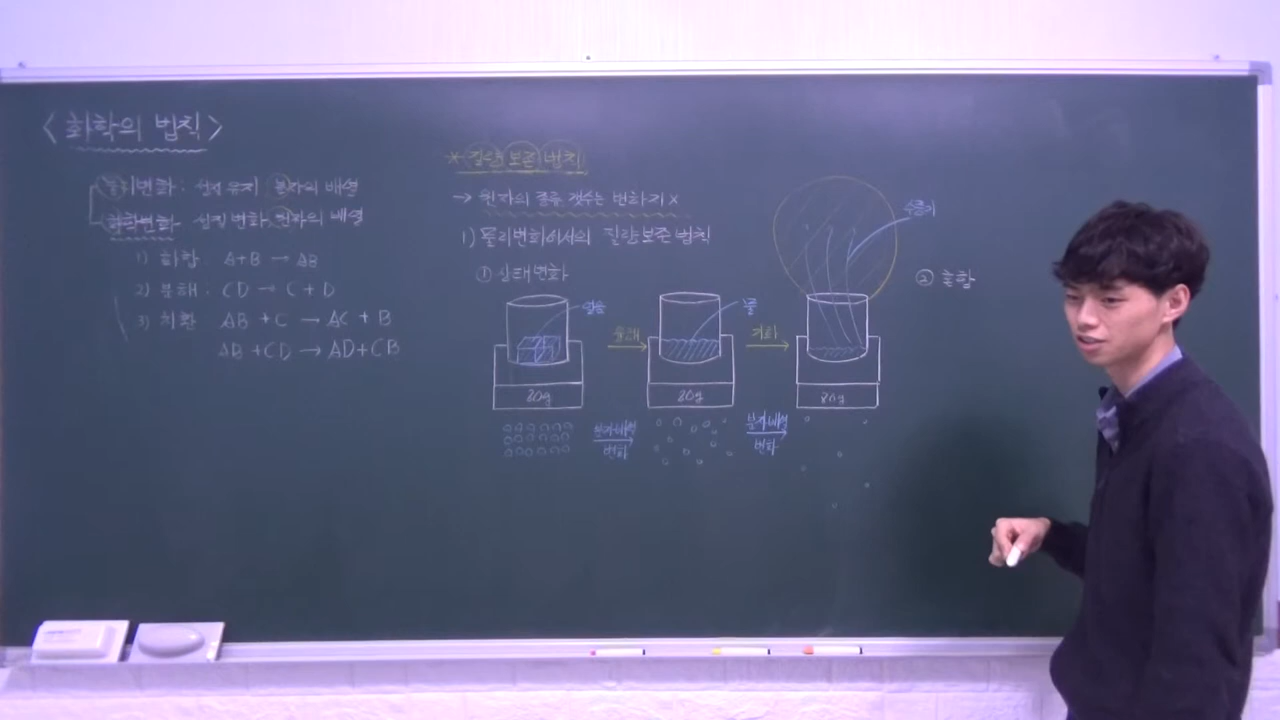 <화학의 법칙>
물리변화: 성질 유지 분자의 배열
화학변화 성질 변화 원자의 배열
1) 화합: A+B → AB
2) 분해: CD → C + D
3) 치환 AB + C → AC + B
AB + CD → AD + CB
* 질량 보존 법칙
→ 원자의 종류 갯수는 변하기 X
1) 물리변화에서의 질량보존 법칙
① 상태변화
② 혼합
수증기
얼음
물
융해
기화
20g
20g
20g
분자배열
변화
분자배열
변화